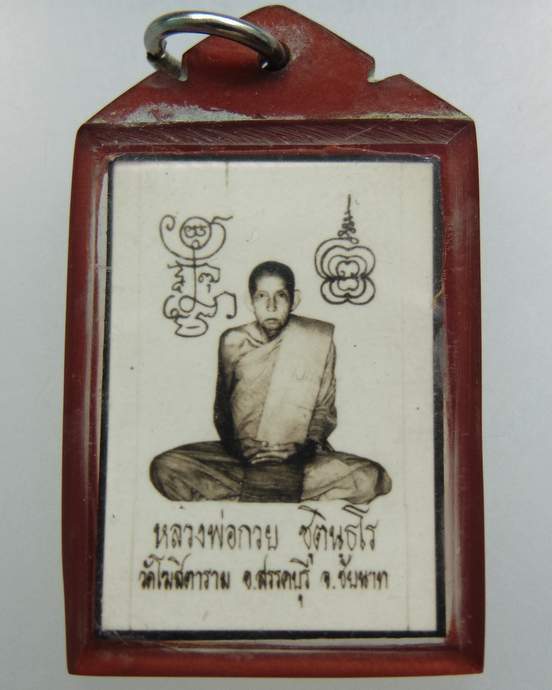 หลวงพ่อกวย ชุตินฺธโร
วัดโฆสิตาราม อ.สรรคบุรี จ.ชัยนาท